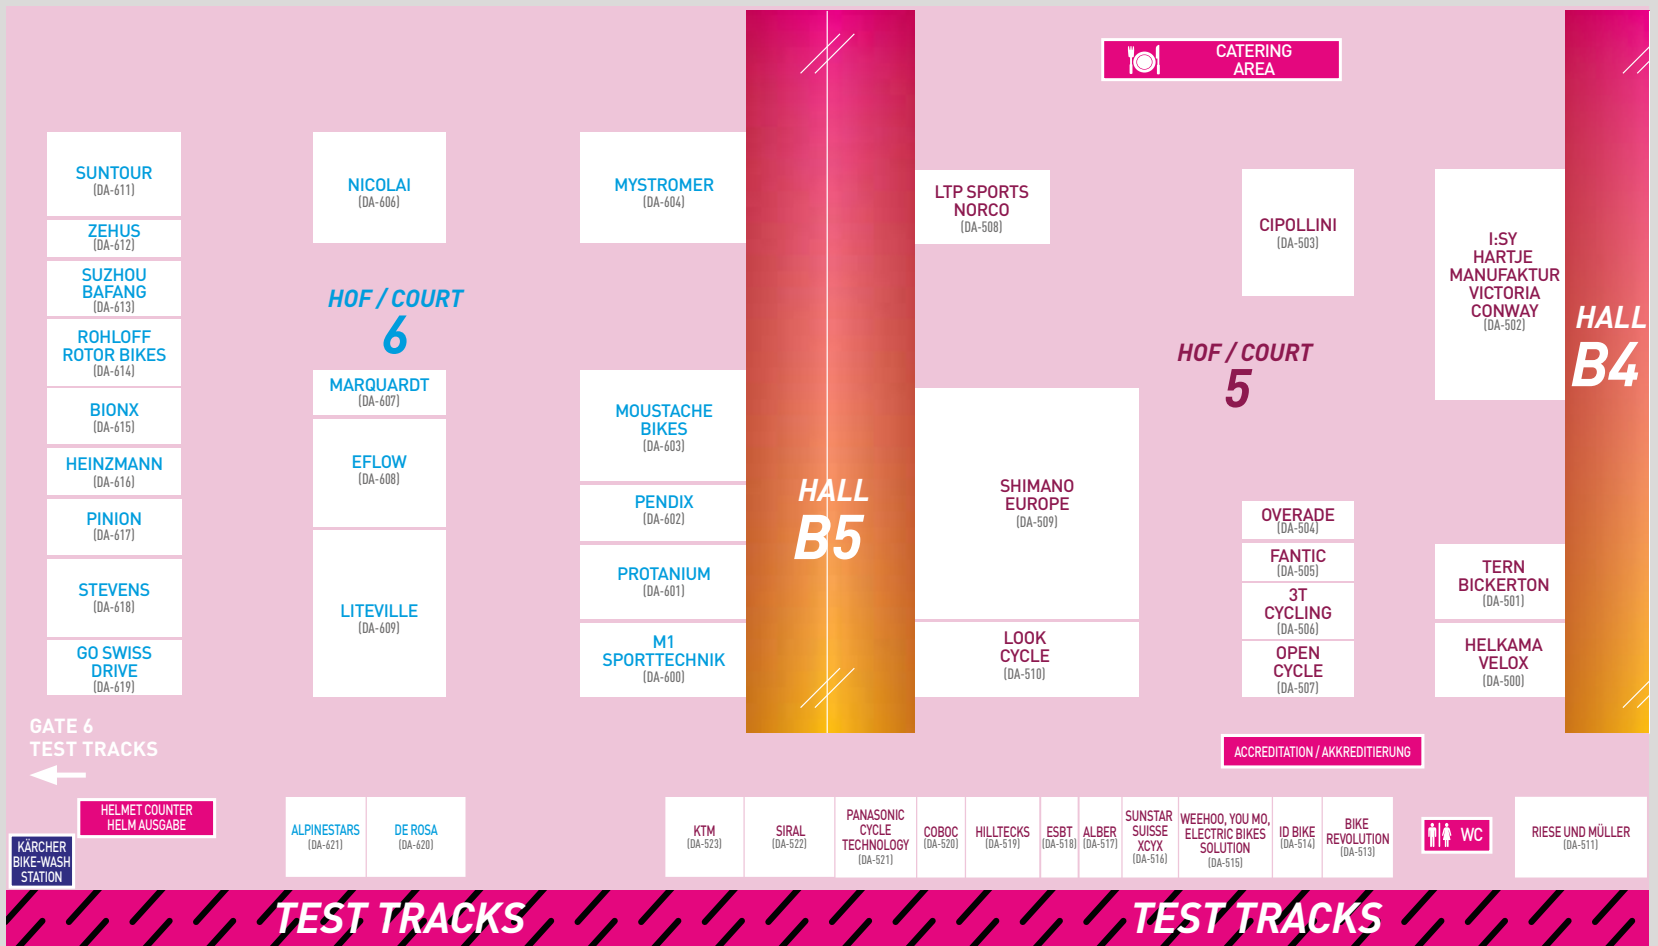 CATERING
AREA
SUNTOUR
(DA-611)
ZEHUS
(DA-612)
SUZHOU
BAFANG
(DA-613)
ROHLOFF
ROTOR BIKES
(DA-614)
BIONX
(DA-615)
HEINZMANN
(DA-616)
PINION
(DA-617)
STEVENS
(DA-618)
GO SWISS
DRIVE
(DA-619)
NICOLAI
(DA-606)
HOF / COURT
6
MARQUARDT
(DA-607)
EFLOW
(DA-608)
LITEVILLE
(DA-609)
MYSTROMER
(DA-604)
MOUSTACHE
BIKES
(DA-603)
PENDIX
(DA-602)
PROTANIUM
(DA-601)
M1
SPORTTECHNIK
(DA-600)
HALL
B5
LTP SPORTS
NORCO
(DA-508)
SHIMANO
EUROPE
(DA-509)
LOOK
CYCLE
(DA-510)
CIPOLLINI
(DA-503)
HOF / COURT
5
OVERADE
(DA-504)
FANTIC
(DA-505)
3T
CYCLING
(DA-506)
OPEN
CYCLE
(DA-507)
I:SY
HARTJE
MANUFAKTUR
VICTORIA
CONWAY
(DA-502)
TERN
BICKERTON
(DA-501)
HELKAMA
VELOX
(DA-500)
HALL
B4
GATE 6
TEST TRACKS
ACCREDITATION / AKKREDITIERUNG
HELMET COUNTER
HELM AUSGABE
KÄRCHER
BIKE-WASH
STATION
ALPINESTARS
(DA-621)
DE ROSA
(DA-620)
KTM
(DA-523)
SIRAL
(DA-522)
PANASONIC
CYCLE
TECHNOLOGY
(DA-521)
COBOC
(DA-520)
HILLTECKS
(DA-519)
ESBT
(DA-518)
ALBER
(DA-517)
SUNSTAR
SUISSE
XCYX
(DA-516)
WEEHOO, YOU MO,
ELECTRIC BIKES
SOLUTION
(DA-515)
ID BIKE
(DA-514)
BIKE
REVOLUTION
(DA-513)
WC
RIESE UND MÜLLER
(DA-511)
TEST TRACKS
TEST TRACKS